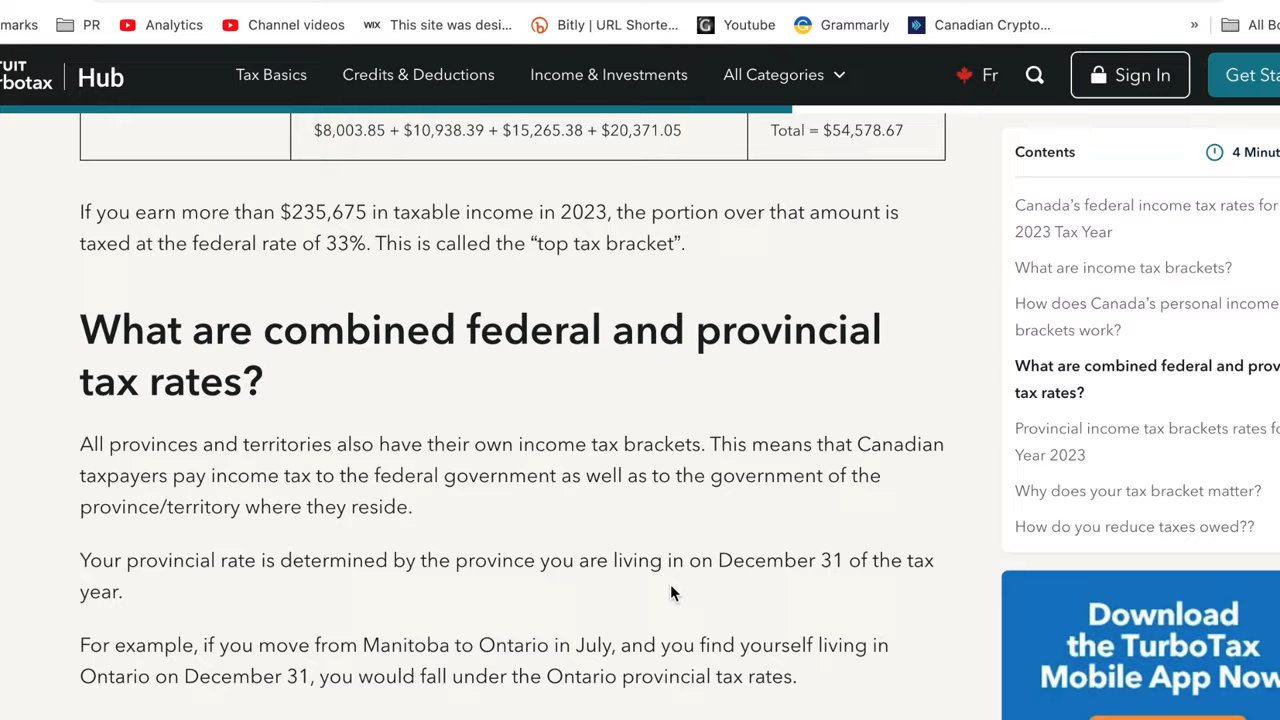 marks PR Analytics Channel videos WIX This site was desi... Bitly | URL Shorte... Youtube Grammarly Canadian Crypto... » All Bo
TUIT
rbotax Hub Tax Basics Credits & Deductions Income & Investments All Categories Fr Sign In Get Sta
$8,003.85 + $10,938.39 + $15,265.38 + $20,371.05 Total = $54,578.67
If you earn more than $235,675 in taxable income in 2023, the portion over that amount is
taxed at the federal rate of 33%. This is called the “top tax bracket”.
What are combined federal and provincial
tax rates?
All provinces and territories also have their own income tax brackets. This means that Canadian
taxpayers pay income tax to the federal government as well as to the government of the
province/territory where they reside.
Your provincial rate is determined by the province you are living in on December 31 of the tax
year.
For example, if you move from Manitoba to Ontario in July, and you find yourself living in
Ontario on December 31, you would fall under the Ontario provincial tax rates.
Contents 4 Minut
Canada's federal income tax rates for
2023 Tax Year
What are income tax brackets?
How does Canada's personal income
brackets work?
What are combined federal and prov
tax rates?
Provincial income tax brackets rates fo
Year 2023
Why does your tax bracket matter?
How do you reduce taxes owed??
Download
the TurboTax
Mobile App Now